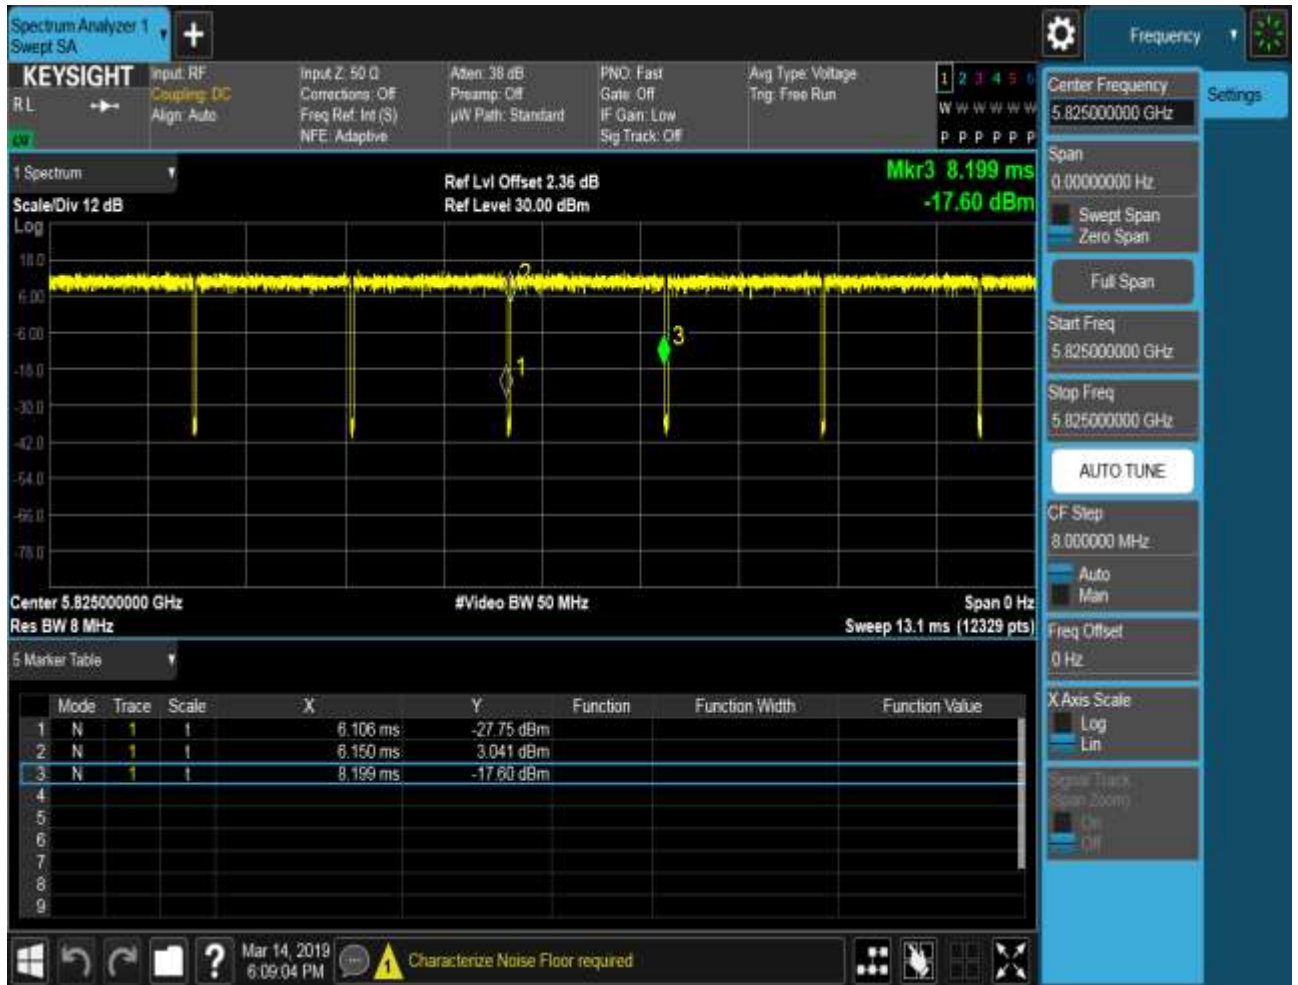 Spectrum Analyzer 1
Swept SA
+
Frequency
KEYSIGHT
RL
Input: RF
Coupling: DC
Align: Auto
Input Z: 50 Ω
Corrections: Off
Freq Ref: Int (S)
NFE: Adaptive
Atten: 38 dB
Preamp: Off
µW Path: Standard
PNO: Fast
Gate: Off
IF Gain: Low
Sig Track: Off
Avg Type: Voltage
Trig: Free Run
1 2 3 4 5 6
W W W W W W
P P P P P P
1 Spectrum
Scale/Div 12 dB
Ref Lvl Offset 2.36 dB
Ref Level 30.00 dBm
Mkr3 8.199 ms
-17.60 dBm
Log
18.0
6.00
-6.00
-18.0
-30.0
-42.0
-54.0
-66.0
-78.0
2
1
3
Center 5.825000000 GHz
#Video BW 50 MHz
Span 0 Hz
Res BW 8 MHz
Sweep 13.1 ms (12329 pts)
5 Marker Table
Mode Trace Scale X Y Function Function Width Function Value
1 N 1 t 6.106 ms -27.75 dBm
2 N 1 t 6.150 ms 3.041 dBm
3 N 1 t 8.199 ms -17.60 dBm
4
5
6
7
8
9
?
Mar 14, 2019
6:09:04 PM
1
Characterize Noise Floor required
Center Frequency
5.825000000 GHz
Settings
Span
0.00000000 Hz
Swept Span
Zero Span
Full Span
Start Freq
5.825000000 GHz
Stop Freq
5.825000000 GHz
AUTO TUNE
CF Step
8.000000 MHz
Auto
Man
Freq Offset
0 Hz
X Axis Scale
Log
Lin
Signal Track
(Span Zoom)
On
Off